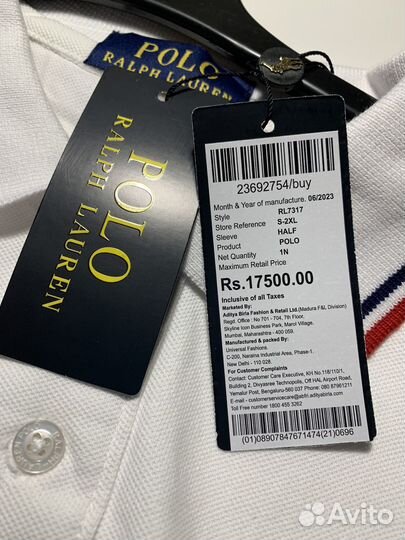 POLO
RALPH LAUREN
POLO
RALPH LAUREN
23692754/buy
Month & Year of manufacture. 06/2023
Style RL7317
Store Reference S-2XL
Sleeve HALF
Product POLO
Net Quantity 1N
Maximum Retail Price
Rs.17500.00
Inclusive of all Taxes
Marketed By:
Aditya Birla Fashion & Retail Ltd.(Madura F&L Division)
Regd. Office : No 701 - 704, 7th Floor,
Skyline Icon Business Park, Marol Village.
Mumbai, Maharashtra - 400 059.
Manufactured & packed By:
Universal Fashions.
C-200, Naraina Industrial Area, Phase-1.
New Delhi - 110 028.
For Customer Complaints
Contact: Customer Care Executive, KH No.118/110/1,
Building 2, Divyasree Technopolis, Off HAL Airport Road,
Yemalur Post, Bengaluru-560 037 Phone: 080 67961211
E-mail - customerservicecare@abfrl.adityabirla.com
Toll Free number 1800 455 3262
(01)08907847671474(21)0696
Avito